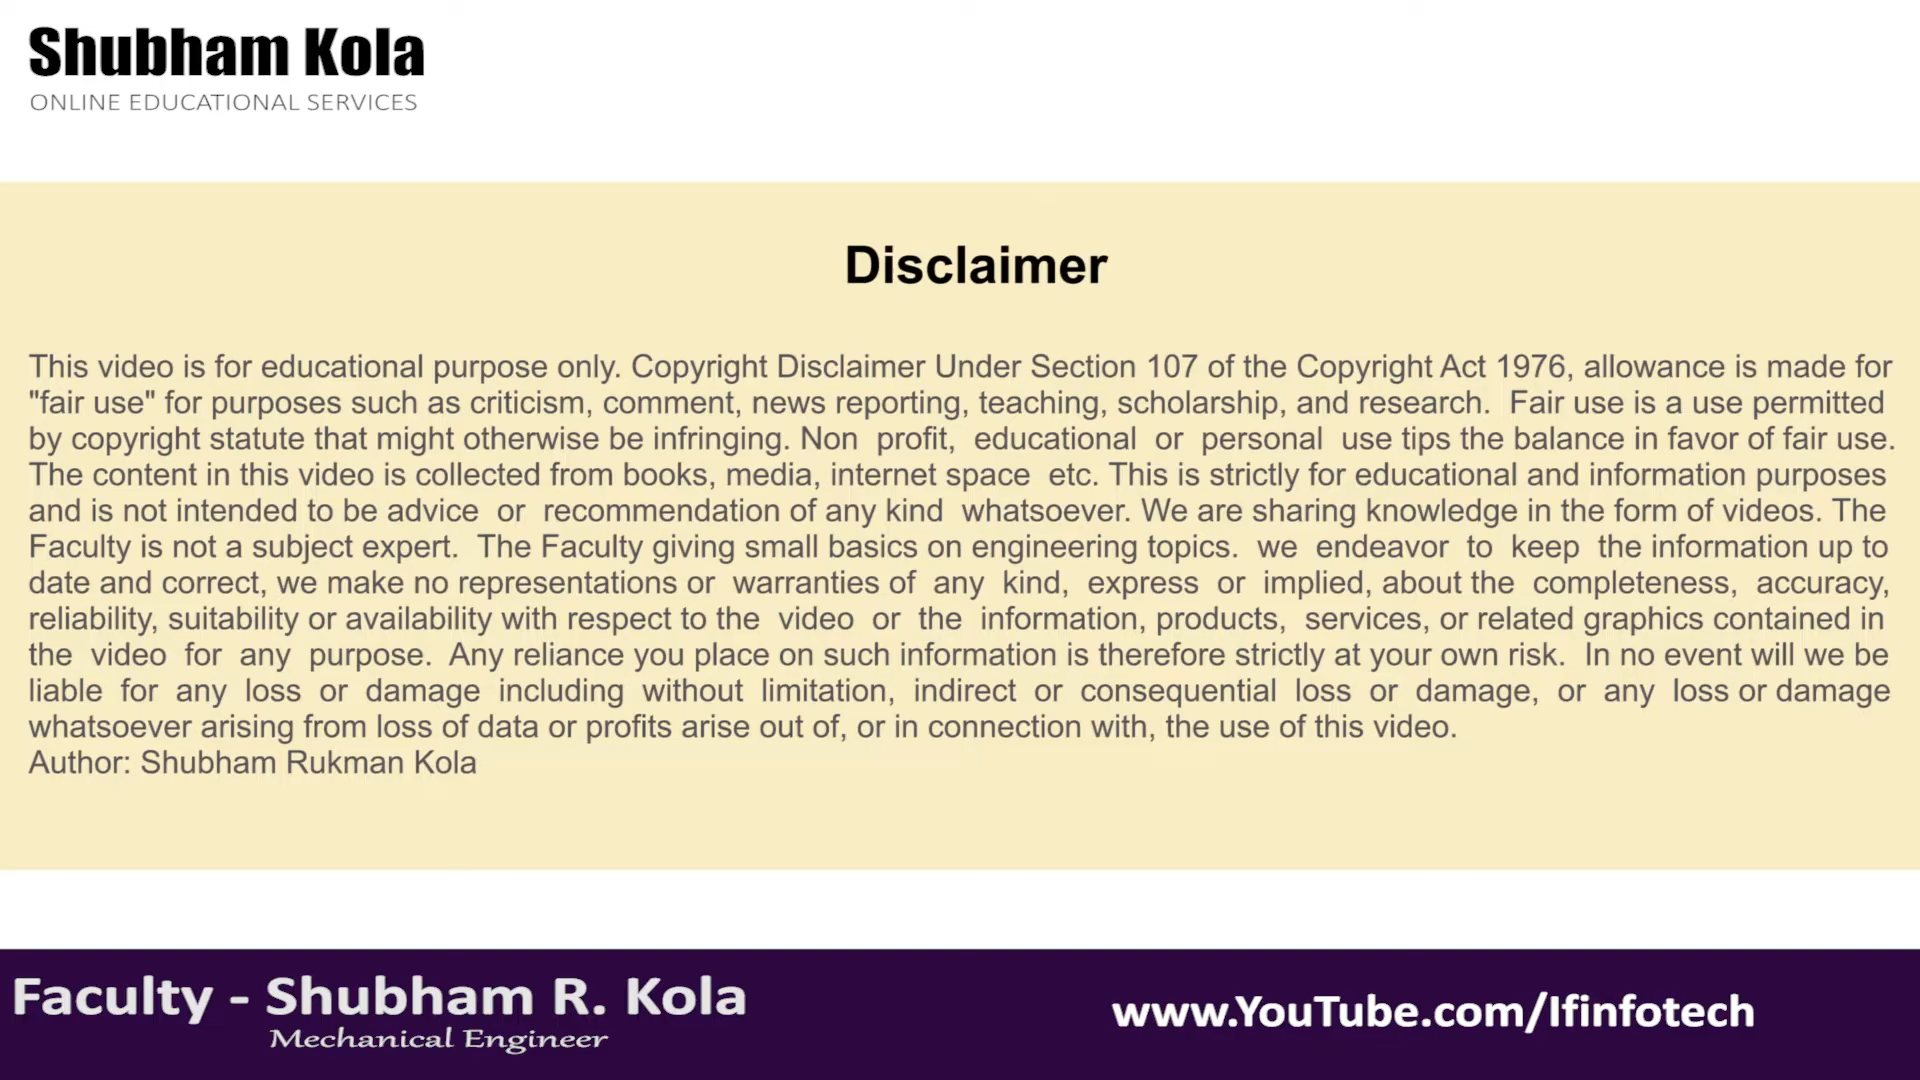 Shubham Kola
ONLINE EDUCATIONAL SERVICES
Disclaimer
This video is for educational purpose only. Copyright Disclaimer Under Section 107 of the Copyright Act 1976, allowance is made for
"fair use" for purposes such as criticism, comment, news reporting, teaching, scholarship, and research. Fair use is a use permitted
by copyright statute that might otherwise be infringing. Non profit, educational or personal use tips the balance in favor of fair use.
The content in this video is collected from books, media, internet space etc. This is strictly for educational and information purposes
and is not intended to be advice or recommendation of any kind whatsoever. We are sharing knowledge in the form of videos. The
Faculty is not a subject expert. The Faculty giving small basics on engineering topics. we endeavor to keep the information up to
date and correct, we make no representations or warranties of any kind, express or implied, about the completeness, accuracy,
reliability, suitability or availability with respect to the video or the information, products, services, or related graphics contained in
the video for any purpose. Any reliance you place on such information is therefore strictly at your own risk. In no event will we be
liable for any loss or damage including without limitation, indirect or consequential loss or damage, or any loss or damage
whatsoever arising from loss of data or profits arise out of, or in connection with, the use of this video.
Author: Shubham Rukman Kola
Faculty - Shubham R. Kola
Mechanical Engineer
www.YouTube.com/Ifinfotech